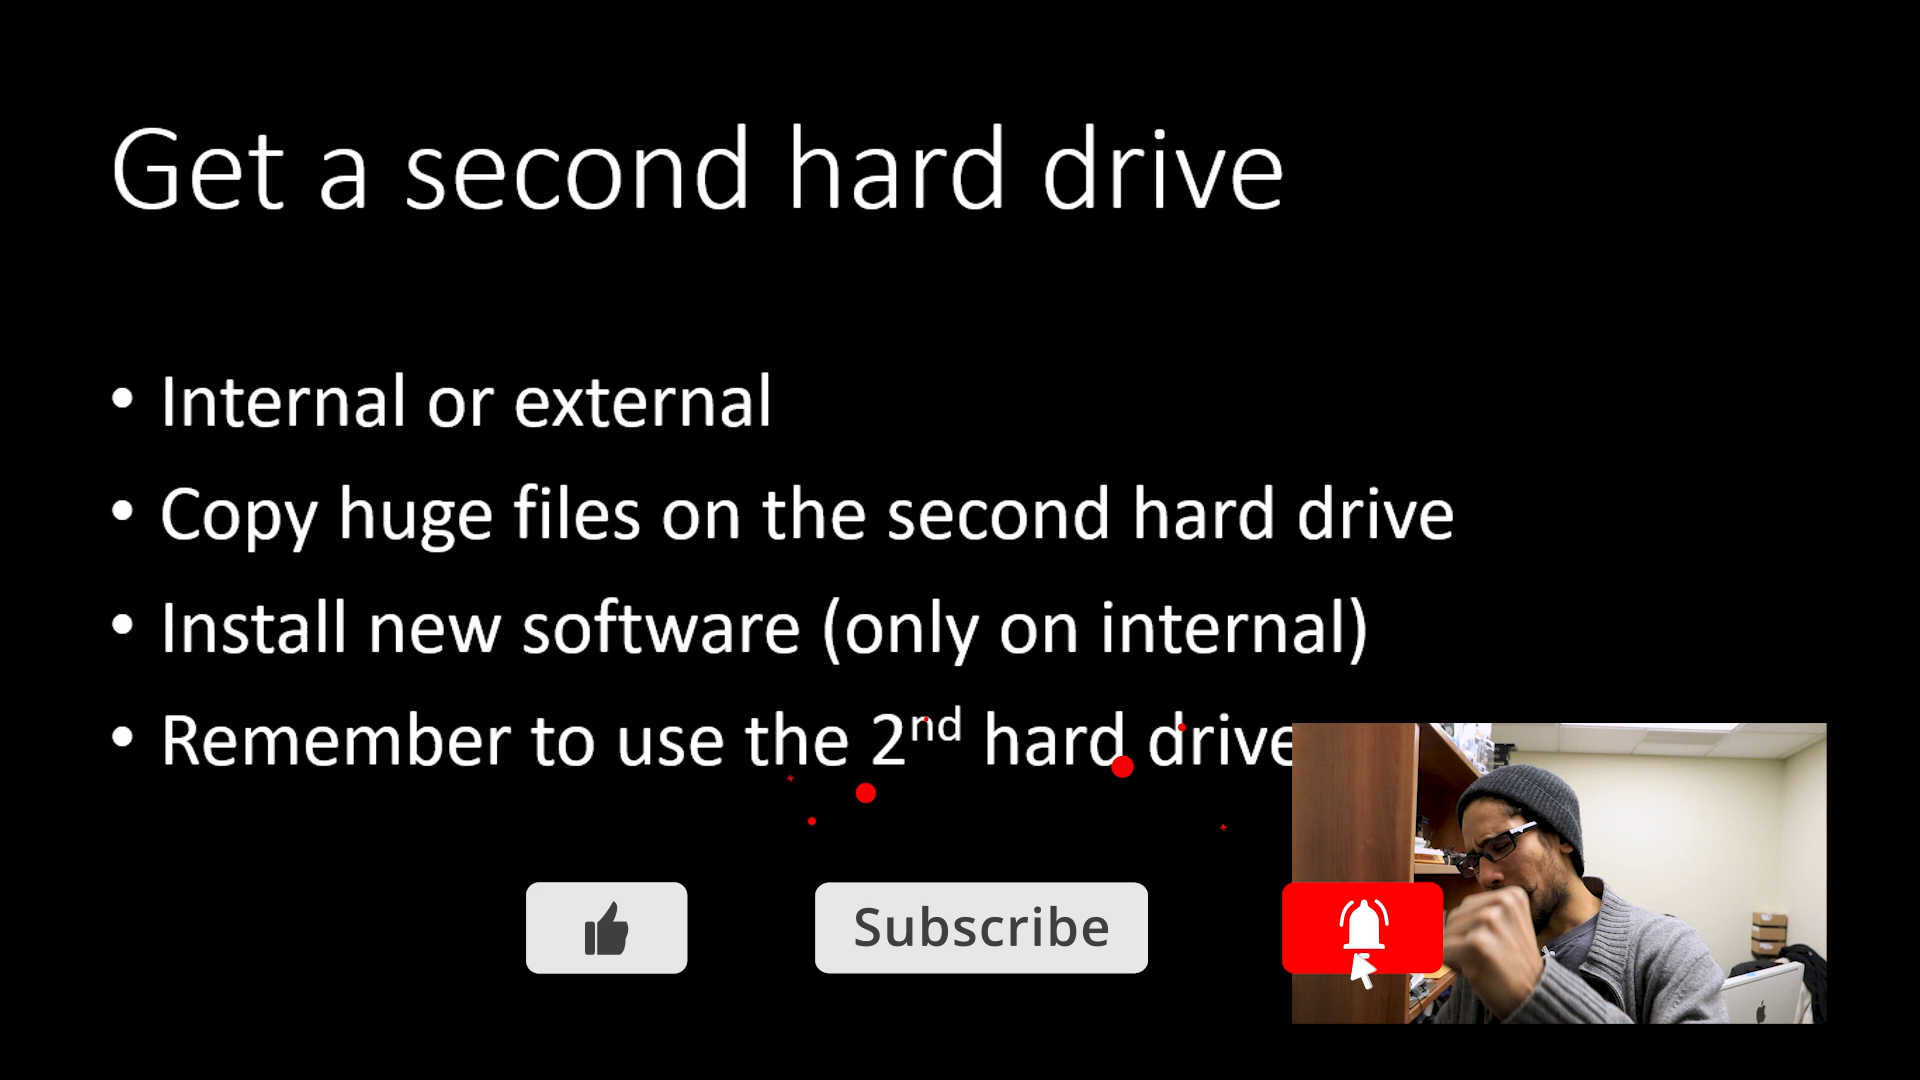 Get a second hard drive
• Internal or external
• Copy huge files on the second hard drive
• Install new software (only on internal)
• Remember to use the 2nd hard drive
Subscribe